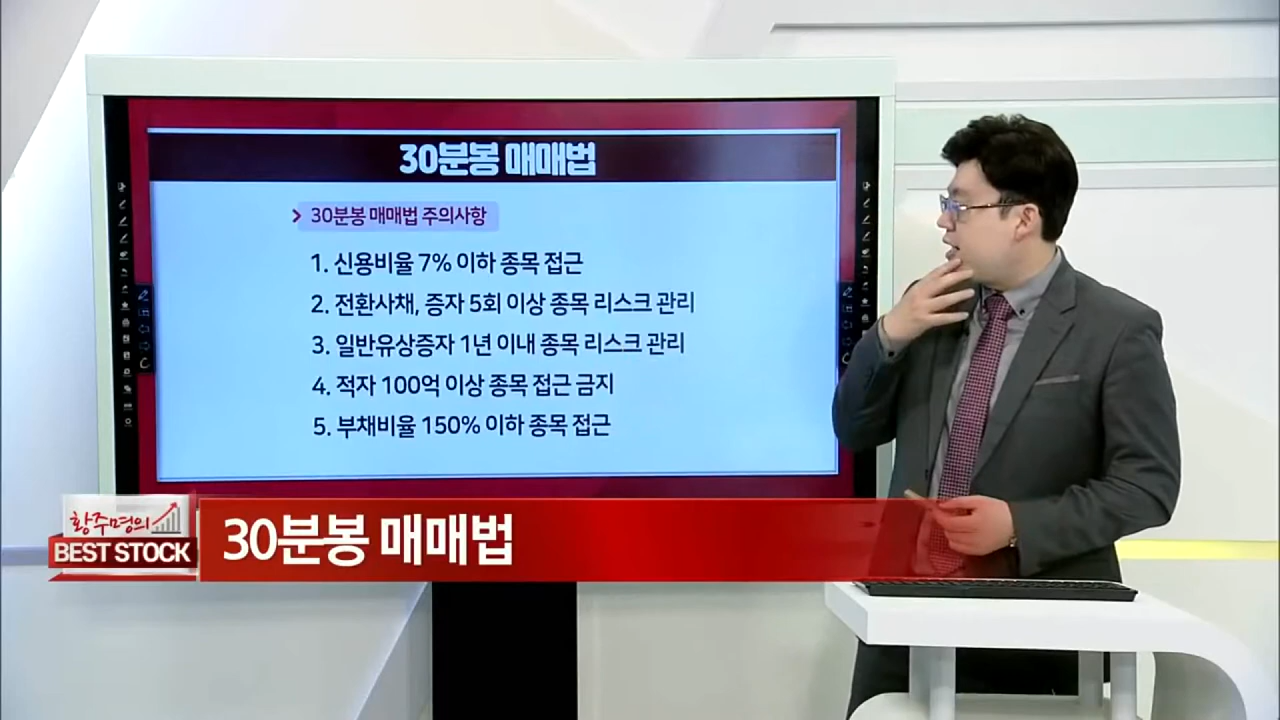 30분봉 매매법
30분봉 매매법 주의사항
1. 신용비율 7% 이하 종목 접근
2. 전환사채, 증자 5회 이상 종목 리스크 관리
3. 일반유상증자 1년 이내 종목 리스크 관리
4. 적자 100억 이상 종목 접근 금지
5. 부채비율 150% 이하 종목 접근
황주명의
BEST STOCK
30분봉 매매법